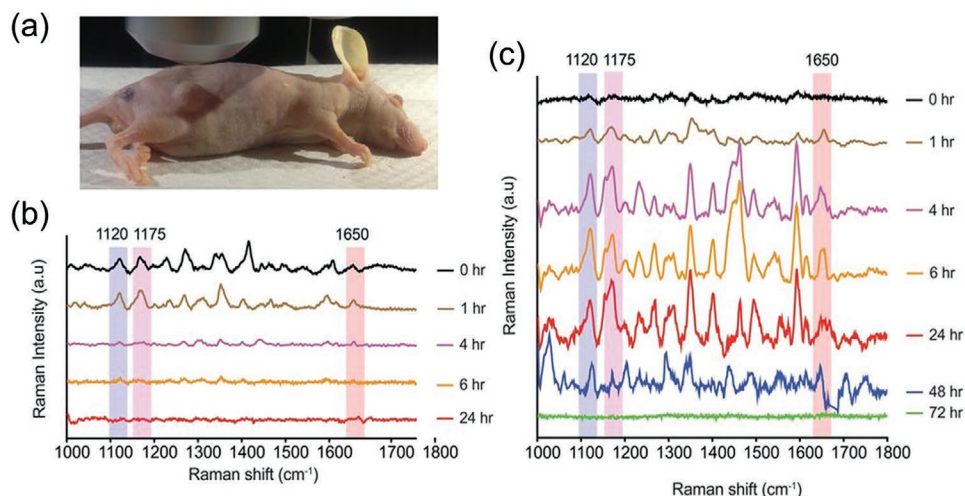 (a)
(b)
1120 1175 1650
Raman Intensity (a.u)
0 hr
1 hr
4 hr
6 hr
24 hr
1000 1100 1200 1300 1400 1500 1600 1700 1800
Raman shift (cm⁻¹)
(c)
1120 1175 1650
Raman Intensity (a.u)
0 hr
1 hr
4 hr
6 hr
24 hr
48 hr
72 hr
1000 1100 1200 1300 1400 1500 1600 1700 1800
Raman shift (cm⁻¹)